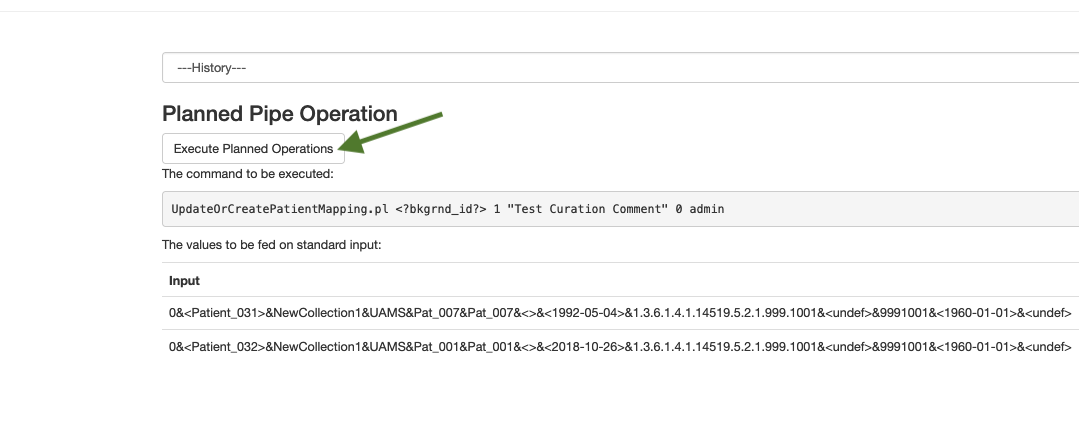 ---History---
Planned Pipe Operation
Execute Planned Operations
The command to be executed:
UpdateOrCreatePatientMapping.pl <?bkgrnd_id?> 1 "Test Curation Comment" 0 admin
The values to be fed on standard input:
Input
0&<Patient_031>&NewCollection1&UAMS&Pat_007&Pat_007&<>&<1992-05-04>&1.3.6.1.4.1.14519.5.2.1.999.1001&<undef>&9991001&<1960-01-01>&<undef>
0&<Patient_032>&NewCollection1&UAMS&Pat_001&Pat_001&<>&<2018-10-26>&1.3.6.1.4.1.14519.5.2.1.999.1001&<undef>&9991001&<1960-01-01>&<undef>